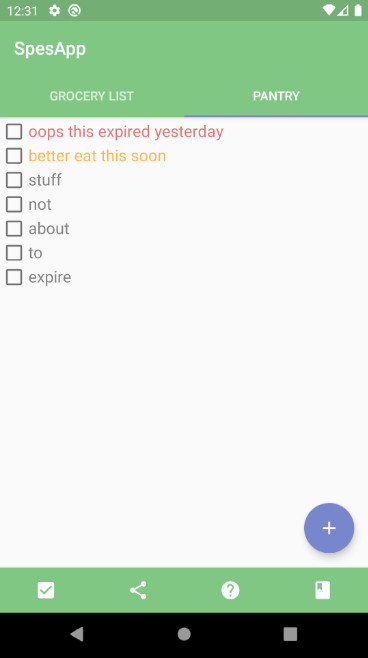 12:31
SpesApp
GROCERY LIST
PANTRY
oops this expired yesterday
better eat this soon
stuff
not
about
to
expire